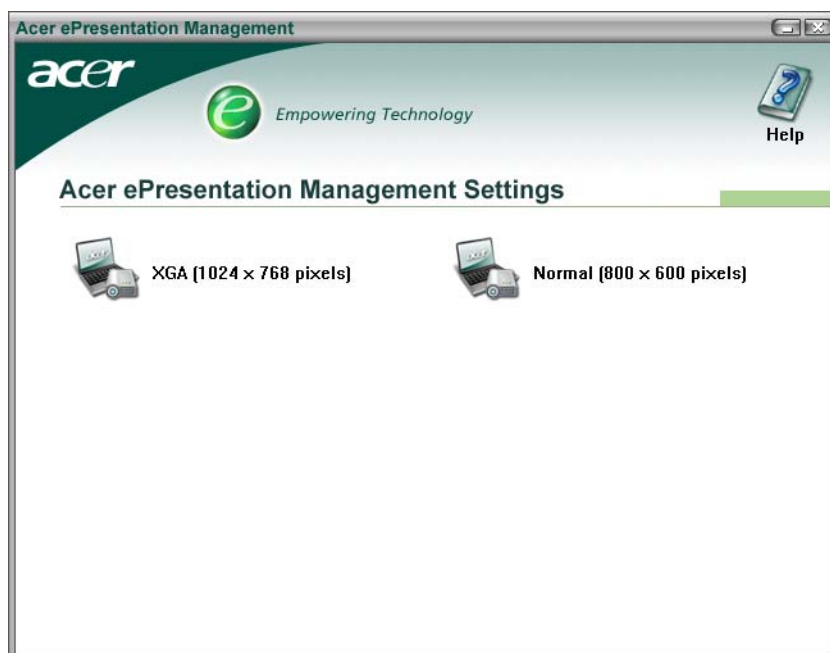 Acer ePresentation Management
acer
e Empowering Technology
Help
Acer ePresentation Management Settings
XGA (1024 x 768 pixels)
Normal (800 x 600 pixels)